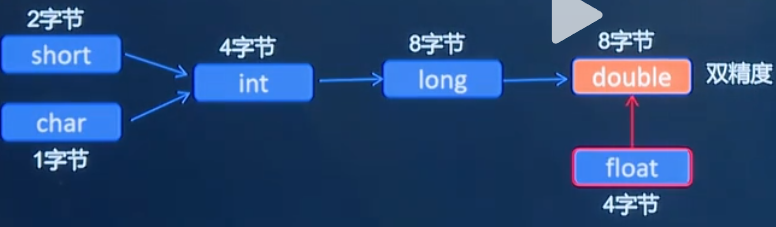 2字节
short
char
1字节
4字节
int
8字节
long
8字节
double
双精度
float
4字节